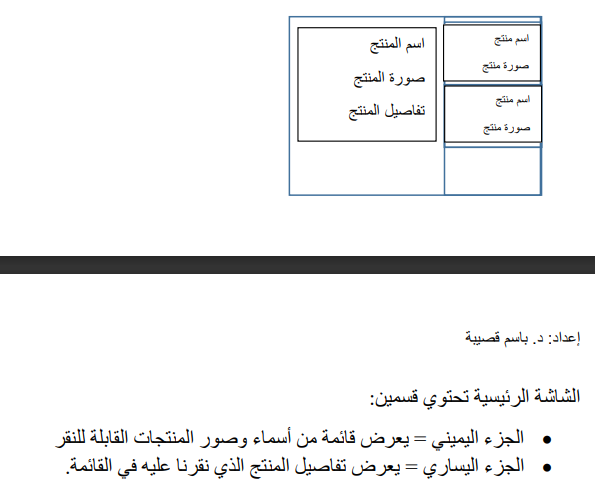 اسم منتج
صورة منتج
اسم منتج
صورة منتج
اسم المنتج
صورة المنتج
تفاصيل المنتج
إعداد: د. باسم قصيبة
الشاشة الرئيسية تحتوي قسمين:
• الجزء اليميني = يعرض قائمة من أسماء وصور المنتجات القابلة للنقر
• الجزء اليساري = يعرض تفاصيل المنتج الذي نقرنا عليه في القائمة.